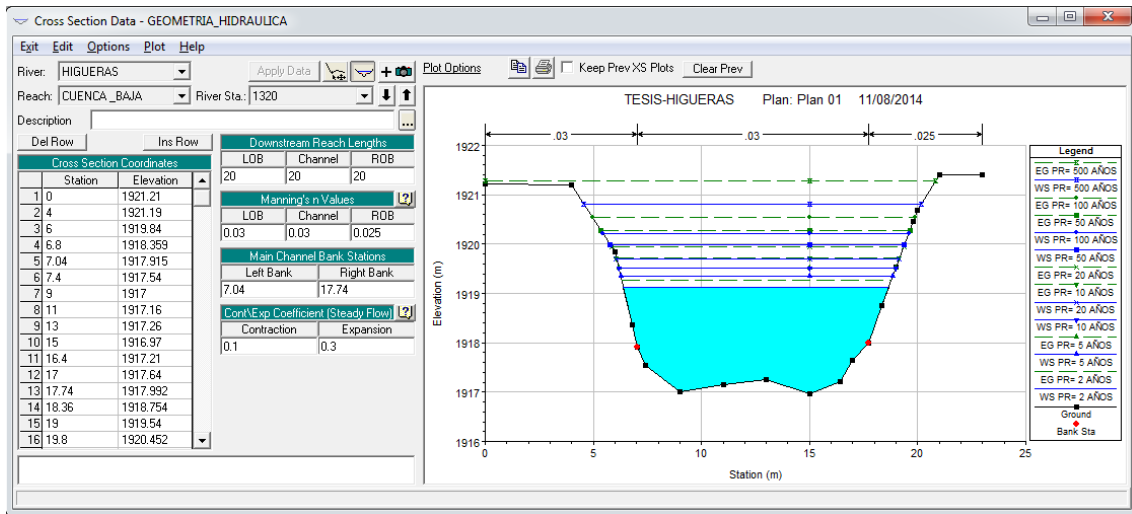 Cross Section Data - GEOMETRIA_HIDRAULICA
Exit Edit Options Plot Help
River: HIGUERAS Apply Data
Plot Options Keep Prev XS Plots Clear Prev
Reach: CUENCA_BAJA River Sta.: 1320
Description ...
Del Row Ins Row
Cross Section Coordinates
Station Elevation
1 0 1921.21
2 4 1921.19
3 6 1919.84
4 6.8 1918.359
5 7.04 1917.915
6 7.4 1917.54
7 9 1917
8 11 1917.16
9 13 1917.26
10 15 1916.97
11 16.4 1917.21
12 17 1917.64
13 17.74 1917.992
14 18.36 1918.754
15 19 1919.54
16 19.8 1920.452
Downstream Reach Lengths
LOB Channel ROB
20 20 20
Manning's n Values ?
LOB Channel ROB
0.03 0.03 0.025
Main Channel Bank Stations
Left Bank Right Bank
7.04 17.74
Cont\Exp Coefficient (Steady Flow) ?
Contraction Expansion
0.1 0.3
TESIS-HIGUERAS Plan: Plan 01 11/08/2014
.03 .03 .025
1922
1921
1920
1919
1918
1917
1916
Elevation (m)
0 5 10 15 20 25
Station (m)
Legend
EG PR= 500 AÑOS
WS PR= 500 AÑOS
EG PR= 100 AÑOS
EG PR= 50 AÑOS
WS PR= 100 AÑOS
WS PR= 50 AÑOS
EG PR= 20 AÑOS
EG PR= 10 AÑOS
WS PR= 20 AÑOS
WS PR= 10 AÑOS
EG PR= 5 AÑOS
WS PR= 5 AÑOS
EG PR= 2 AÑOS
WS PR= 2 AÑOS
Ground
Bank Sta